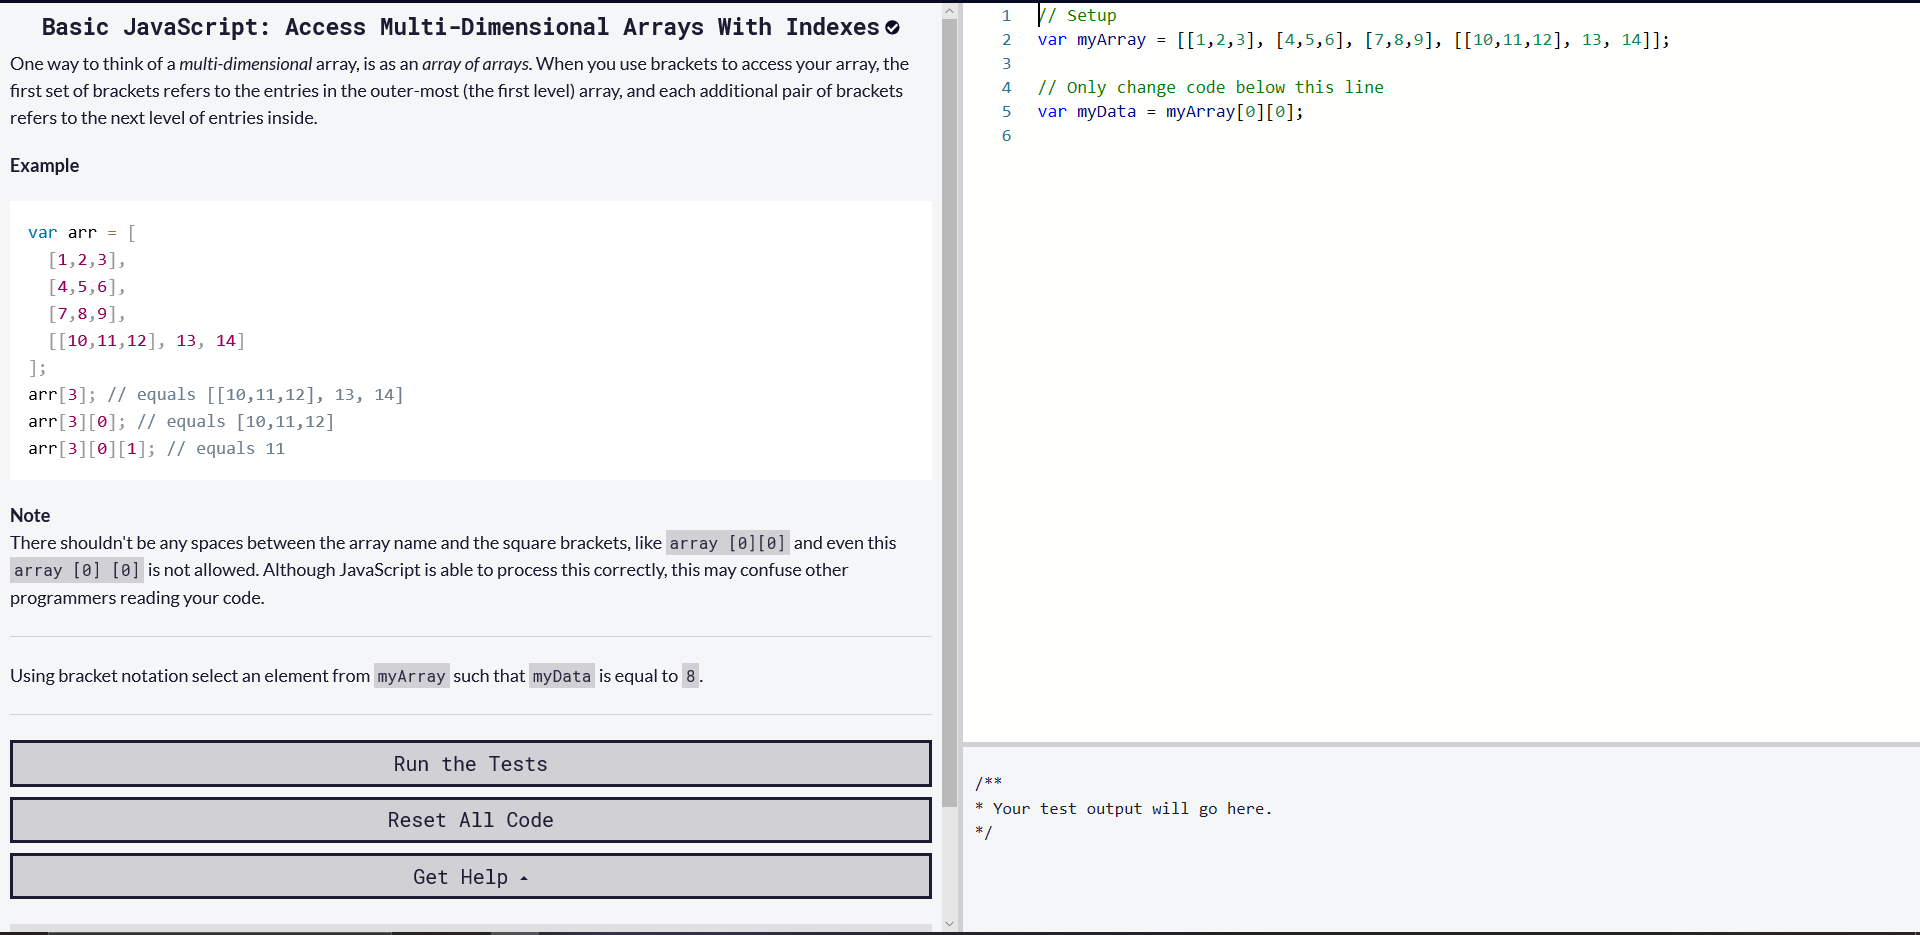 Basic JavaScript: Access Multi-Dimensional Arrays With Indexes
One way to think of a multi-dimensional array, is as an array of arrays. When you use brackets to access your array, the
first set of brackets refers to the entries in the outer-most (the first level) array, and each additional pair of brackets
refers to the next level of entries inside.
Example
var arr = [
  [1,2,3],
  [4,5,6],
  [7,8,9],
  [[10,11,12], 13, 14]
];
arr[3]; // equals [[10,11,12], 13, 14]
arr[3][0]; // equals [10,11,12]
arr[3][0][1]; // equals 11
Note
There shouldn't be any spaces between the array name and the square brackets, like array [0][0] and even this
array [0] [0] is not allowed. Although JavaScript is able to process this correctly, this may confuse other
programmers reading your code.
Using bracket notation select an element from myArray such that myData is equal to 8.
Run the Tests
Reset All Code
Get Help
1 // Setup
2 var myArray = [[1,2,3], [4,5,6], [7,8,9], [[10,11,12], 13, 14]];
3
4 // Only change code below this line
5 var myData = myArray[0][0];
6
/**
* Your test output will go here.
*/